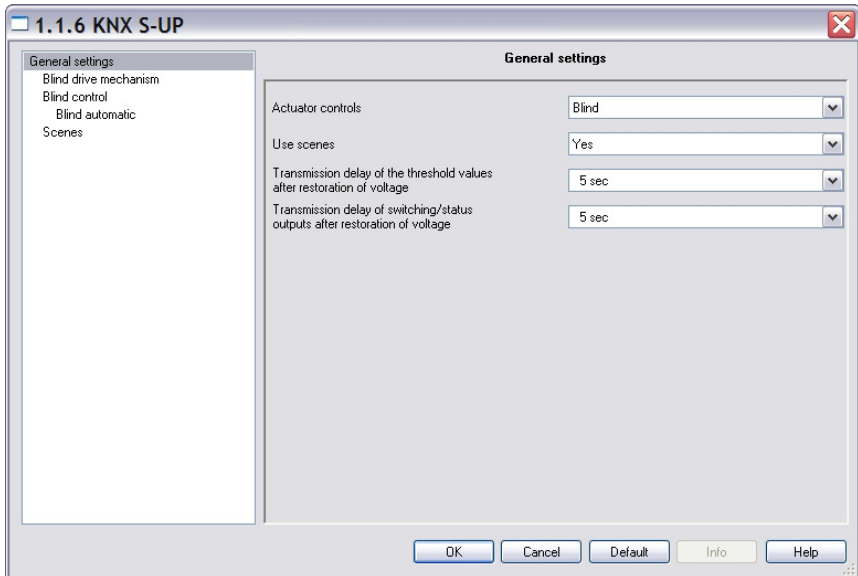 1.1.6 KNX S-UP
General settings
Blind drive mechanism
Blind control
Blind automatic
Scenes
General settings
Actuator controls
Blind
Use scenes
Yes
Transmission delay of the threshold values
after restoration of voltage
5 sec
Transmission delay of switching/status
outputs after restoration of voltage
5 sec
OK
Cancel
Default
Info
Help